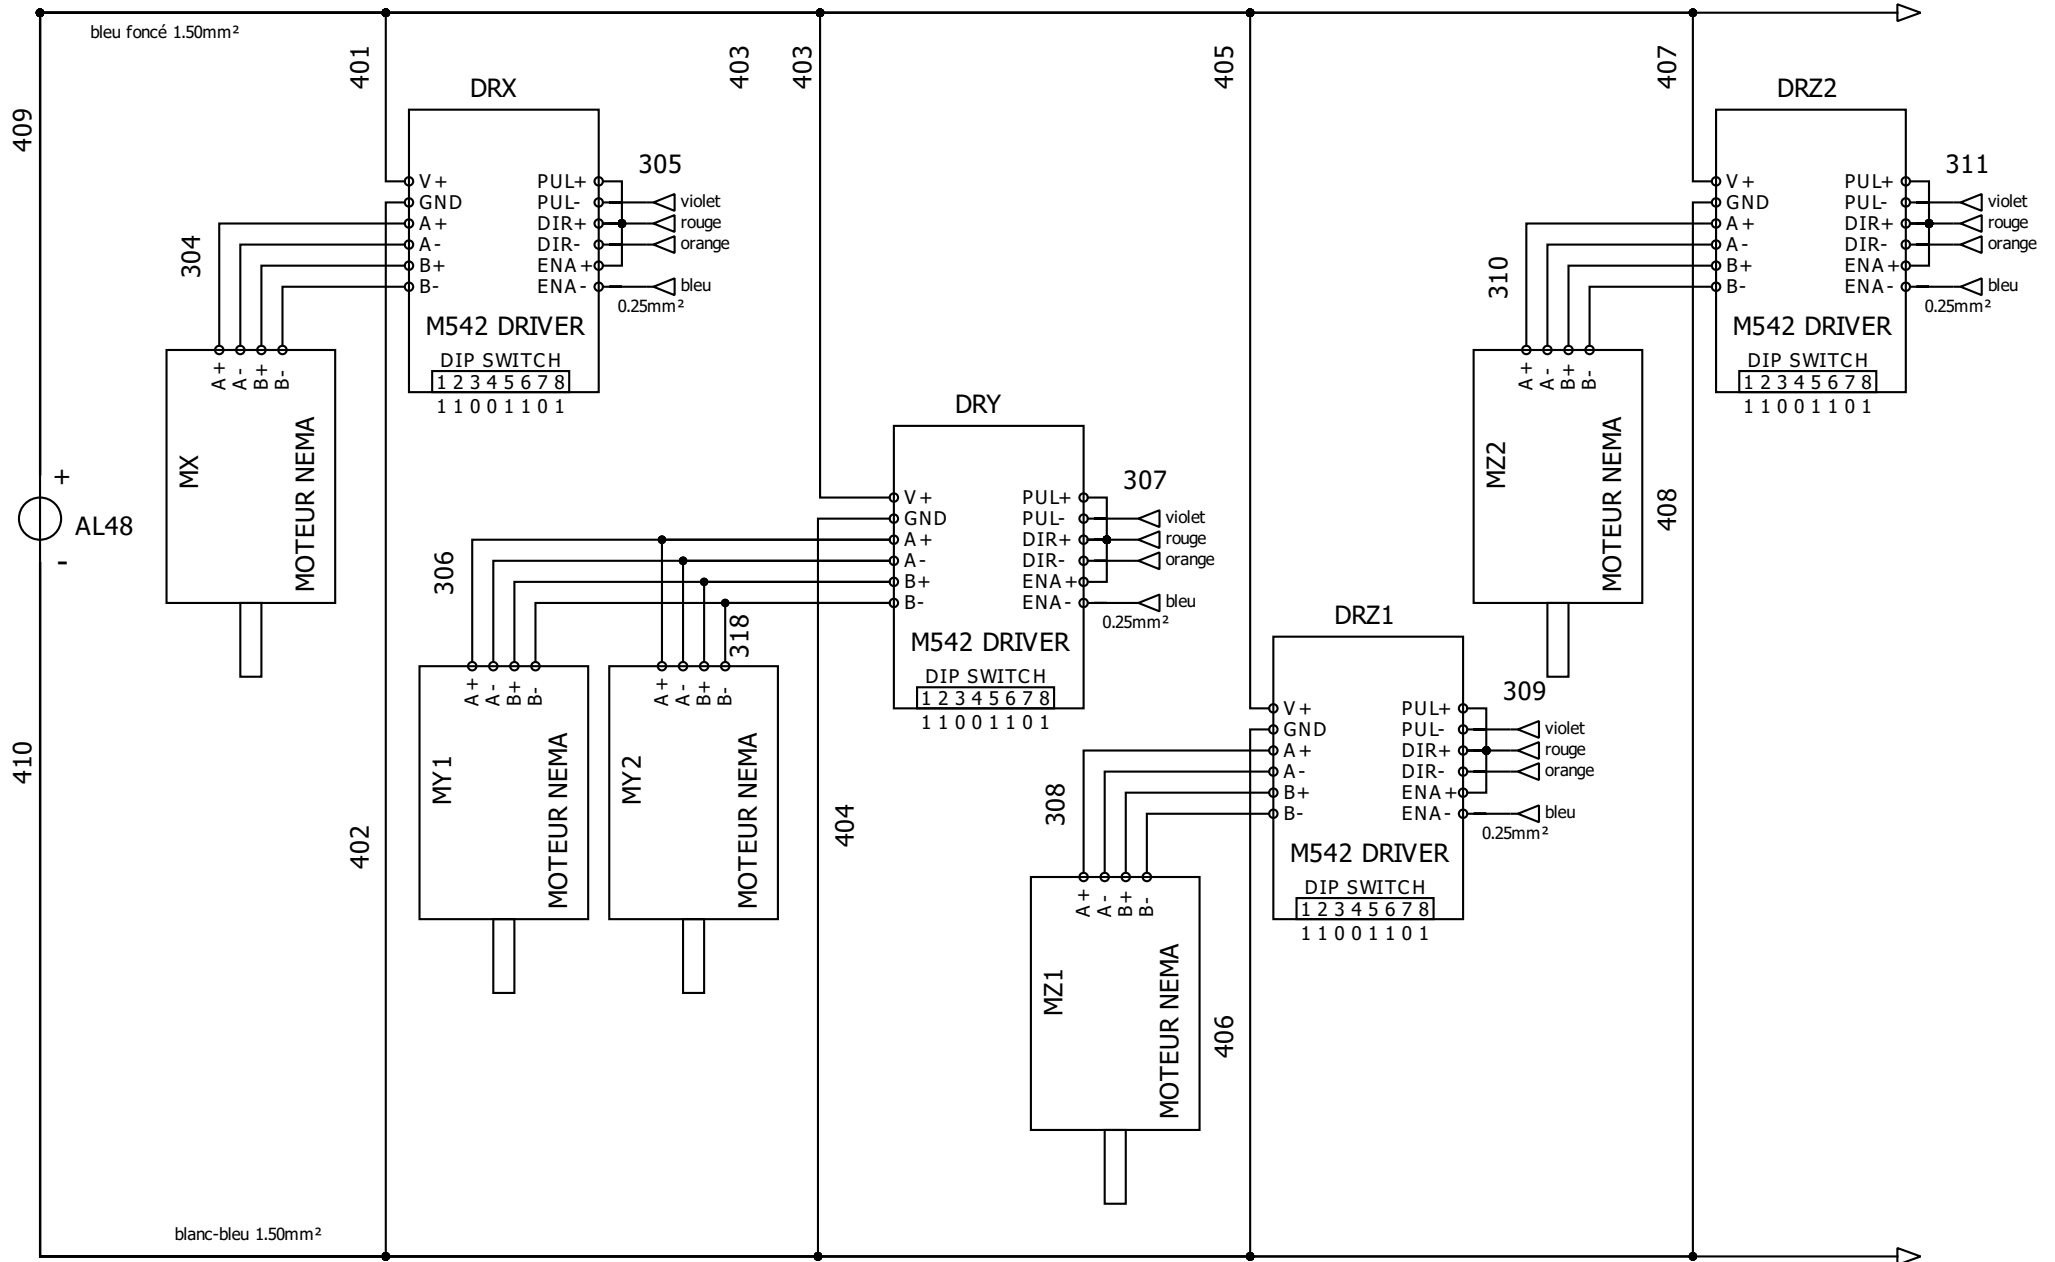 bleu foncé 1.50mm²
409
+
AL48
-
410
blanc-bleu 1.50mm²
401
402
DRX
V+
GND
A+
A-
B+
B-
PUL+
PUL-
DIR+
DIR-
ENA+
ENA-
305
violet
rouge
orange
bleu
0.25mm²
M542 DRIVER
DIP SWITCH
1 2 3 4 5 6 7 8
1 1 0 0 1 1 0 1
304
A+
A-
B+
B-
MX
MOTEUR NEMA
403
403
404
DRY
V+
GND
A+
A-
B+
B-
PUL+
PUL-
DIR+
DIR-
ENA+
ENA-
307
violet
rouge
orange
bleu
0.25mm²
M542 DRIVER
DIP SWITCH
1 2 3 4 5 6 7 8
1 1 0 0 1 1 0 1
306
A+
A-
B+
B-
MY1
MOTEUR NEMA
318
A+
A-
B+
B-
MY2
MOTEUR NEMA
405
406
DRZ1
V+
GND
A+
A-
B+
B-
PUL+
PUL-
DIR+
DIR-
ENA+
ENA-
309
violet
rouge
orange
bleu
0.25mm²
M542 DRIVER
DIP SWITCH
1 2 3 4 5 6 7 8
1 1 0 0 1 1 0 1
308
A+
A-
B+
B-
MZ1
MOTEUR NEMA
407
408
DRZ2
V+
GND
A+
A-
B+
B-
PUL+
PUL-
DIR+
DIR-
ENA+
ENA-
311
violet
rouge
orange
bleu
0.25mm²
M542 DRIVER
DIP SWITCH
1 2 3 4 5 6 7 8
1 1 0 0 1 1 0 1
310
A+
A-
B+
B-
MZ2
MOTEUR NEMA